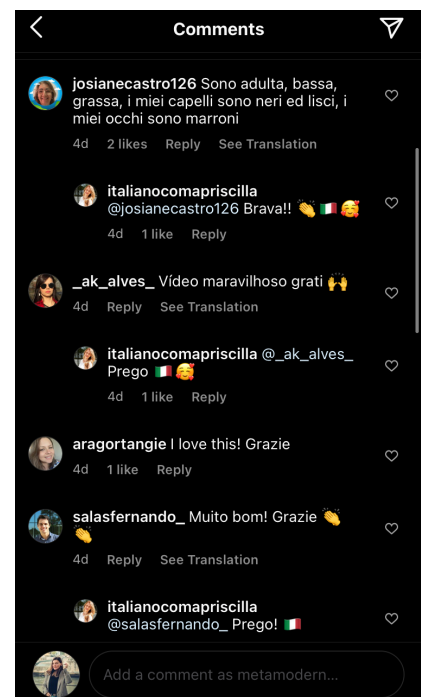 Comments
josianecastro126 Sono adulta, bassa,
grassa, i miei capelli sono neri ed lisci, i
miei occhi sono marroni
4d 2 likes Reply See Translation
italianocomapriscilla
@josianecastro126 Brava!! 👏🇮🇹🥰
4d 1 like Reply
_ak_alves_ Vídeo maravilhoso grati 🙌
4d Reply See Translation
italianocomapriscilla @_ak_alves_
Prego 🇮🇹🥰
4d 1 like Reply
aragortangie I love this! Grazie
4d 1 like Reply
salasfernando_ Muito bom! Grazie 👏
👏
4d Reply See Translation
italianocomapriscilla
@salasfernando_ Prego! 🇮🇹
Add a comment as metamodern...